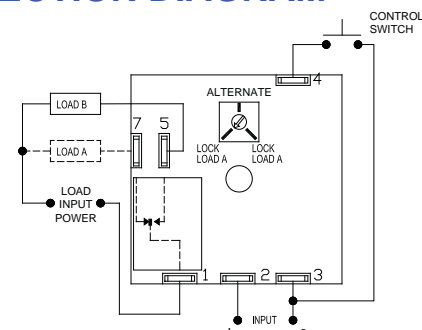 CONTROL
SWITCH
4
ALTERNATE
LOAD B
7 5
LOAD A
LOCK LOCK
LOAD A LOAD A
LOAD
INPUT
POWER
1 2 3
INPUT